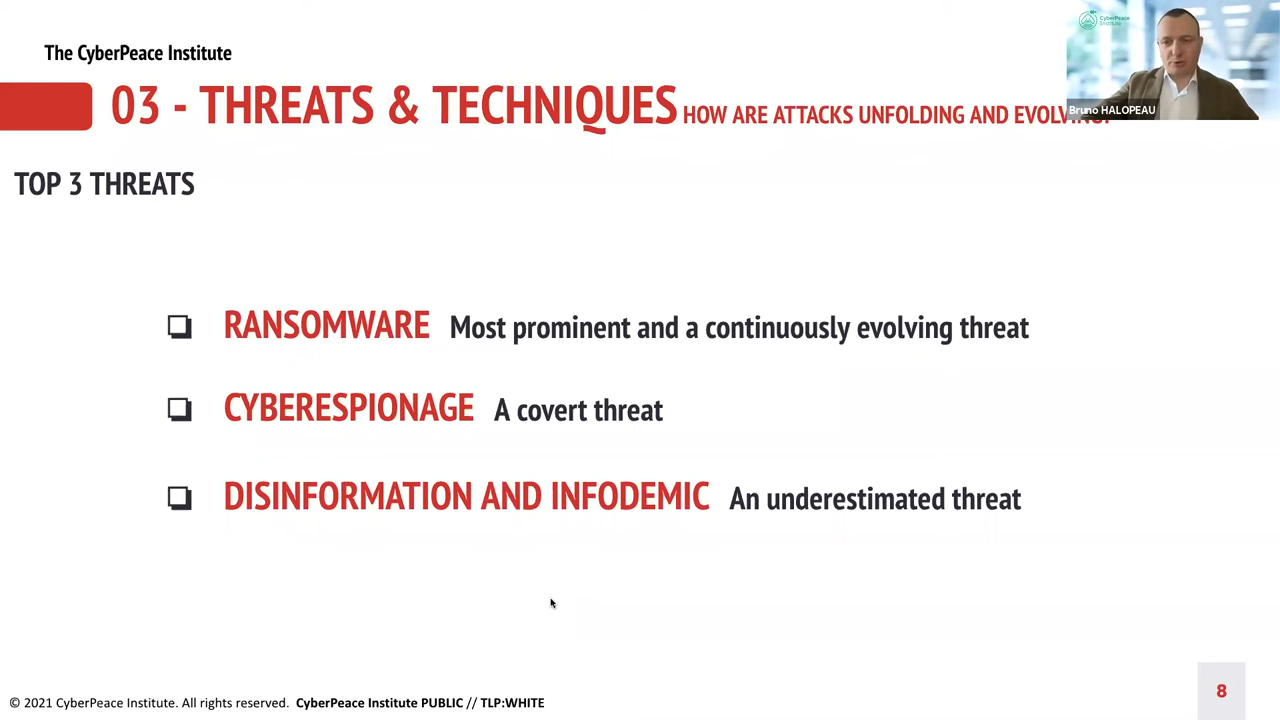 The CyberPeace Institute
03 - THREATS & TECHNIQUES HOW ARE ATTACKS UNFOLDING AND EVOLVING?
CyberPeace
Institute
Bruno HALOPEAU
TOP 3 THREATS
❏ RANSOMWARE Most prominent and a continuously evolving threat
❏ CYBERESPIONAGE A covert threat
❏ DISINFORMATION AND INFODEMIC An underestimated threat
© 2021 CyberPeace Institute. All rights reserved. CyberPeace Institute PUBLIC // TLP:WHITE
8